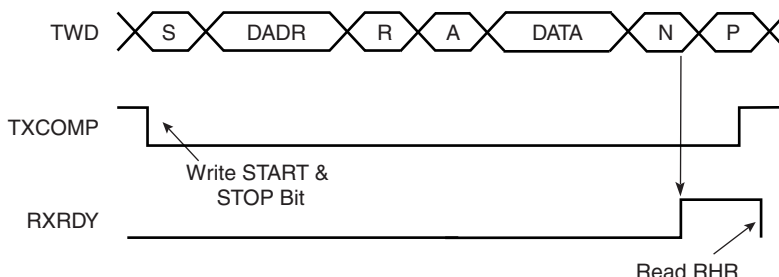 TWD S DADR R A DATA N P
TXCOMP
Write START &
STOP Bit
RXRDY
Read RHR